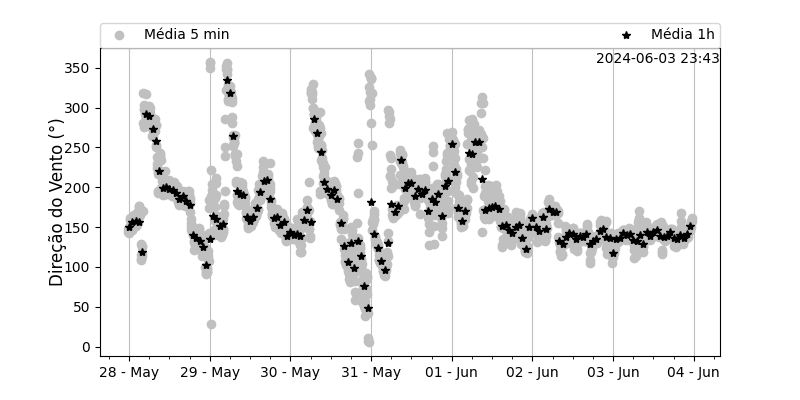 Média 5 min
Média 1h
2024-06-03 23:43
Direção do Vento (°)
350
300
250
200
150
100
50
0
28 - May
29 - May
30 - May
31 - May
01 - Jun
02 - Jun
03 - Jun
04 - Jun